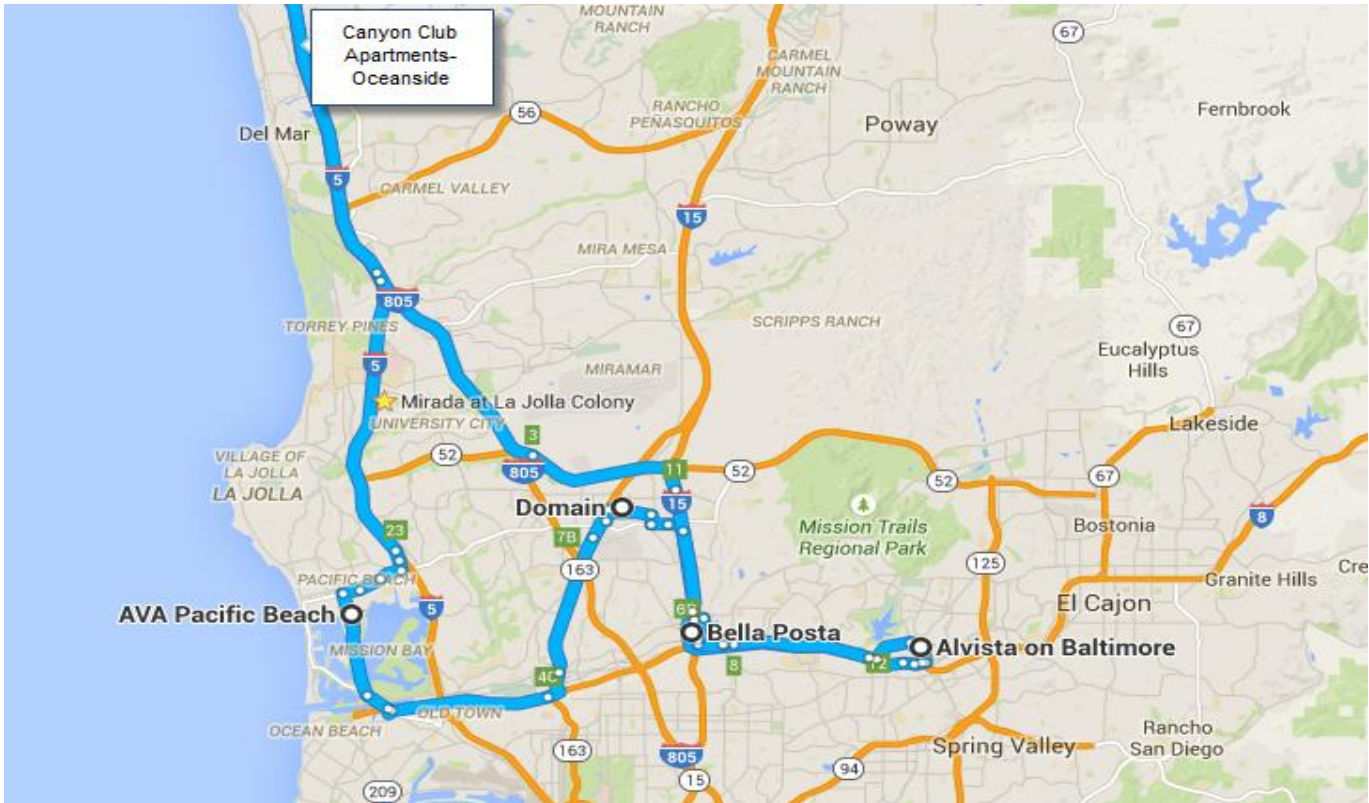 MOUNTAIN
RANCH
Canyon Club
Apartments-
Oceanside
67
CARMEL
MOUNTAIN
RANCH
RANCHO
PEÑASQUITOS
56
Fernbrook
Poway
Del Mar
5
CARMEL VALLEY
15
MIRA MESA
805
TORREY PINES
SCRIPPS RANCH
67
5
Eucalyptus
Hills
MIRAMAR
Mirada at La Jolla Colony
UNIVERSITY CITY
Lakeside
3
VILLAGE OF
LA JOLLA
LA JOLLA
52
805
11
52
52
67
15
8
Domain
Mission Trails
Regional Park
Bostonia
23
7B
163
125
PACIFIC BEACH
Granite Hills
Cre
5
El Cajon
AVA Pacific Beach
Bella Posta
Alvista on Baltimore
MISSION BAY
8
12
4C
OLD TOWN
OCEAN BEACH
163
805
Spring Valley
Rancho
San Diego
15
94
209